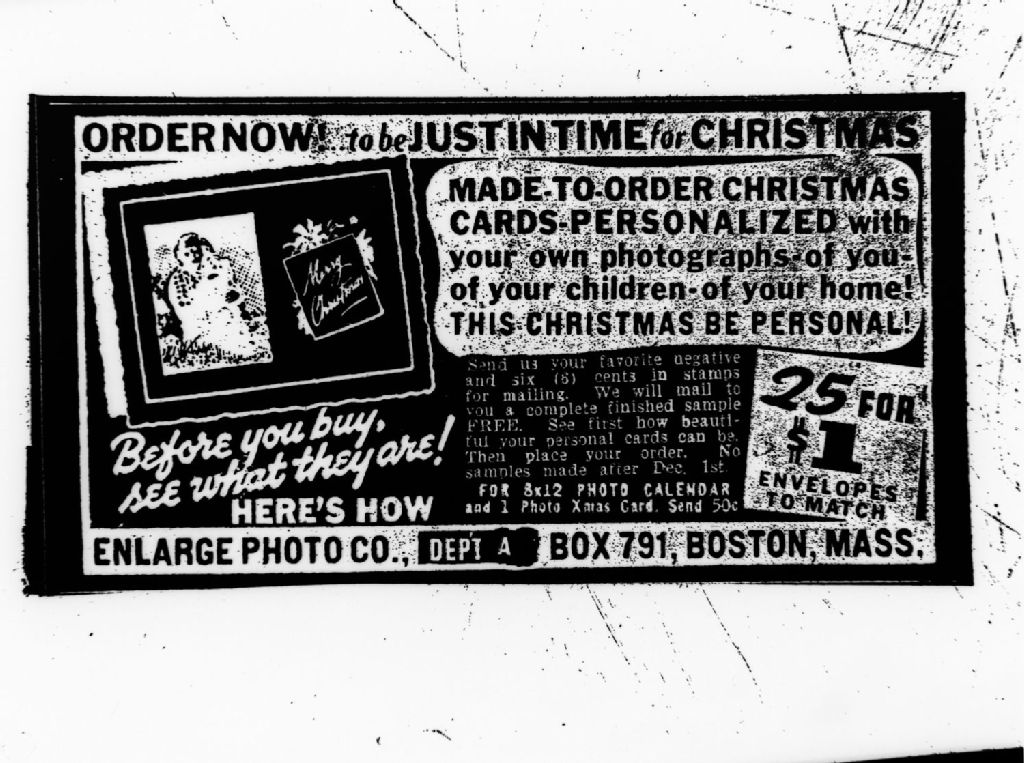 ORDER NOW! .. to be JUST IN TIME for CHRISTMAS
Merry
Christmas
MADE-TO-ORDER CHRISTMAS
CARDS-PERSONALIZED with
your own photographs-of you-
of your children-of your home!
THIS CHRISTMAS BE PERSONAL!
Before you buy,
see what they are!
HERE'S HOW
Send us your favorite negative
and six (6) cents in stamps
for mailing. We will mail to
you a complete finished sample
FREE. See first how beauti-
ful your personal cards can be.
Then place your order. No
samples made after Dec. 1st.
FOR 8x12 PHOTO CALENDAR
and 1 Photo Xmas Card, Send 50c
25 FOR
$1
ENVELOPES
TO MATCH
ENLARGE PHOTO CO., DEPT A BOX 791, BOSTON, MASS.